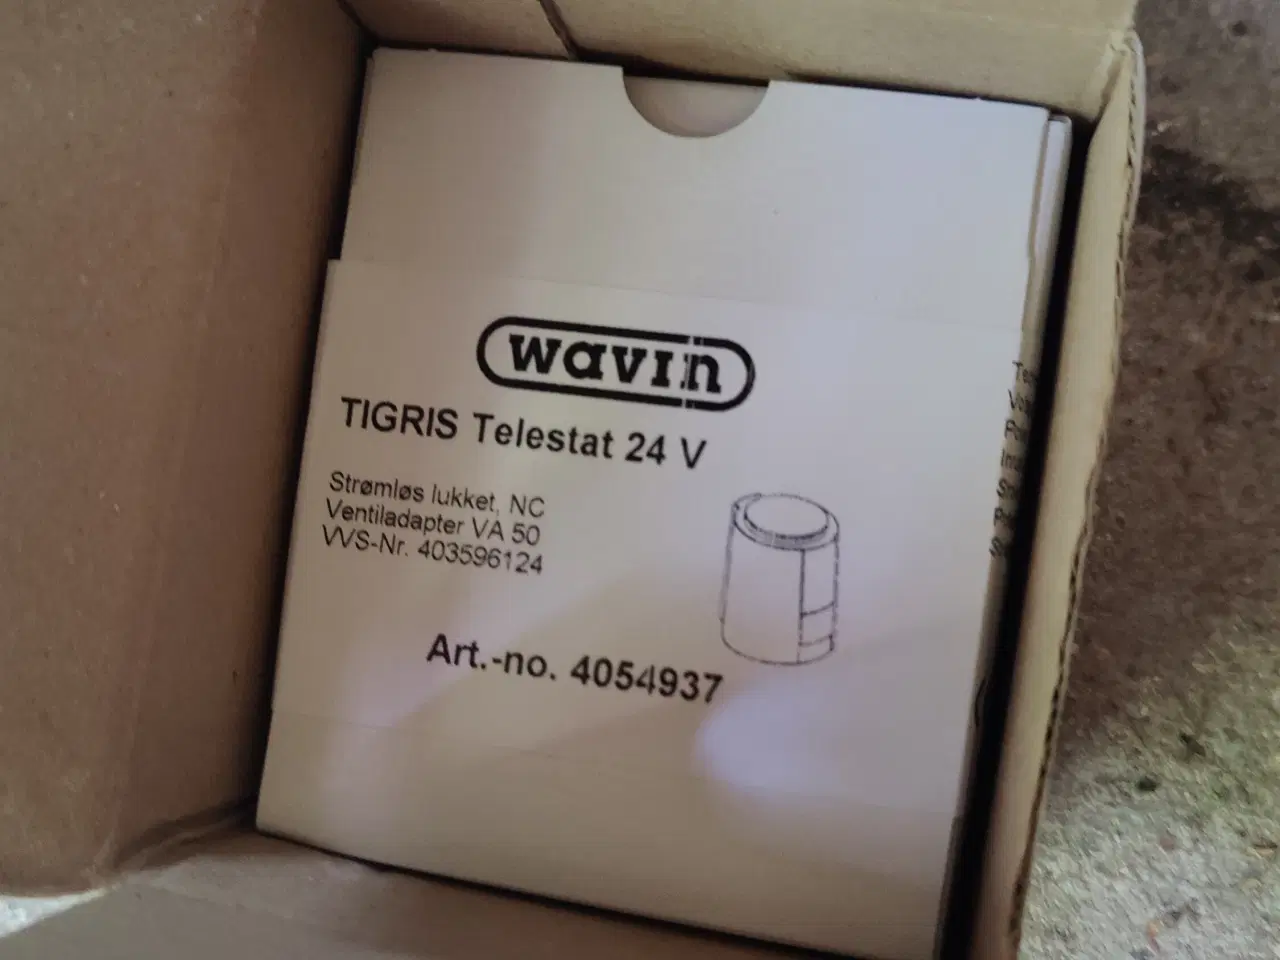 wavin
TIGRIS Telestat 24 V
Strømløs lukket, NC
Ventiladapter VA 50
VVS-Nr. 403596124
Art.-no. 4054937